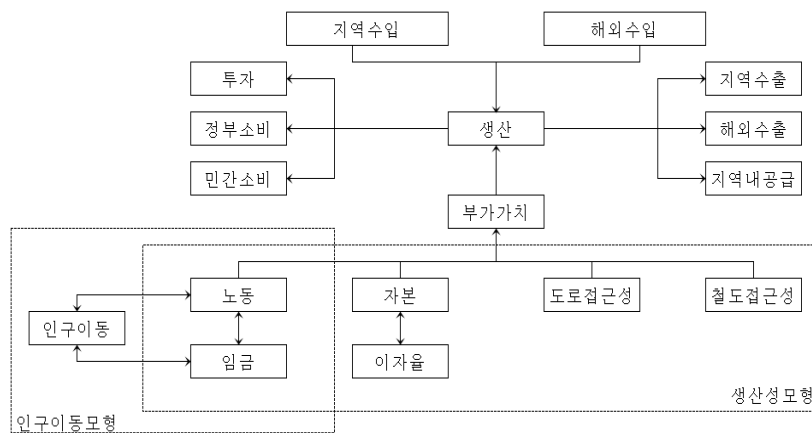 지역수입
해외수입
투자
지역수출
정부소비
생산
해외수출
민간소비
지역내공급
부가가치
노동
자본
도로접근성
철도접근성
인구이동
임금
이자율
생산성모형
인구이동모형